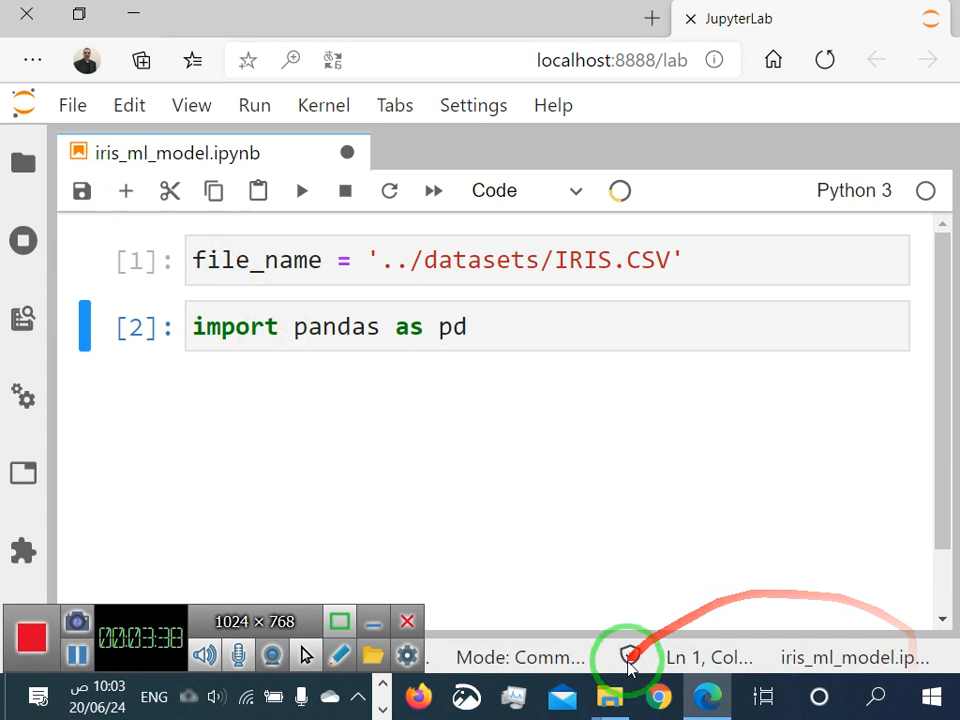 JupyterLab
localhost:8888/lab
File Edit View Run Kernel Tabs Settings Help
iris_ml_model.ipynb
Code Python 3
[1]: file_name = '../datasets/IRIS.CSV'
[2]: import pandas as pd
1024 × 768
00:03:38
Mode: Comm... Ln 1, Col... iris_ml_model.ip...
10:03 ص ENG
20/06/24